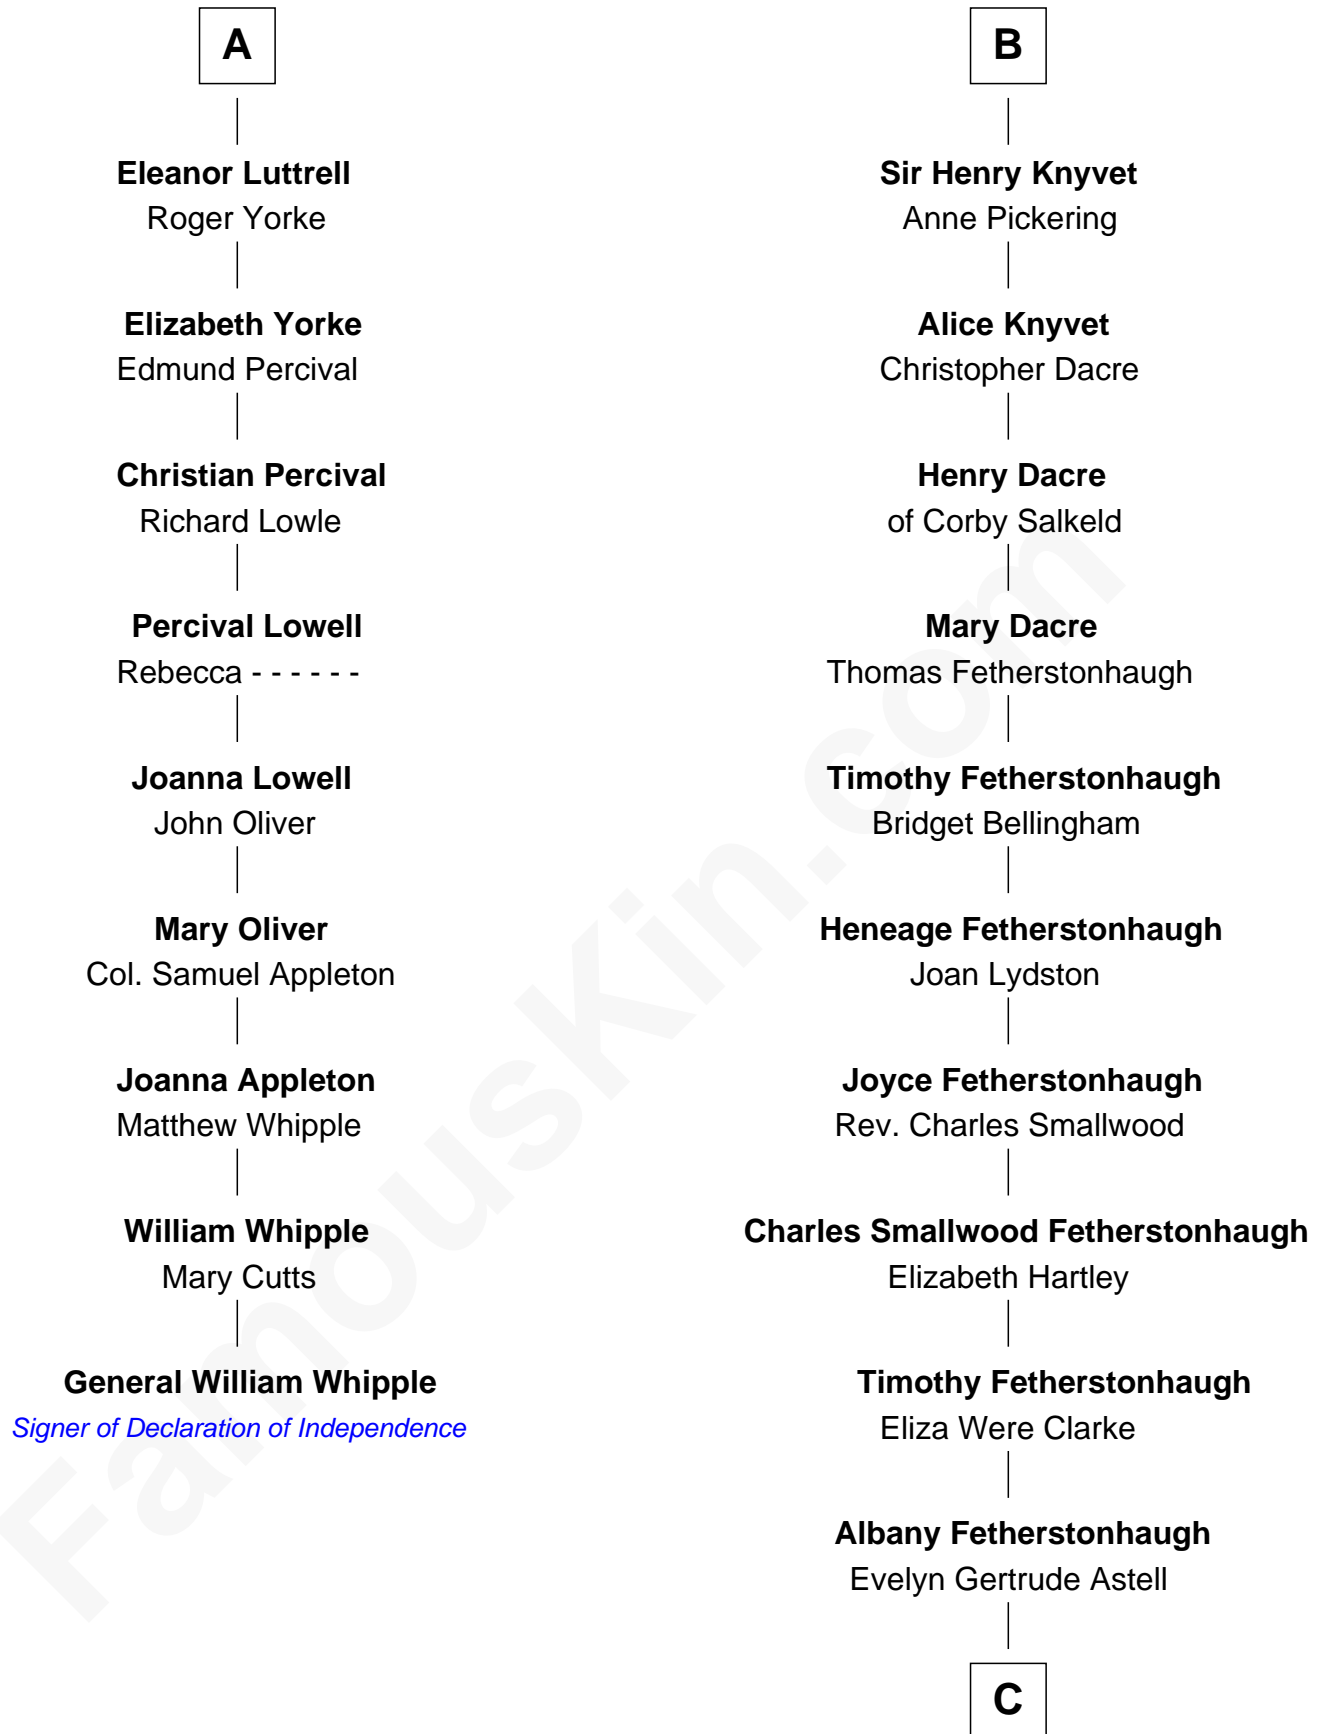 A
Eleanor Luttrell
Roger Yorke
Elizabeth Yorke
Edmund Percival
Christian Percival
Richard Lowle
Percival Lowell
Rebecca - - - - - -
Joanna Lowell
John Oliver
Mary Oliver
Col. Samuel Appleton
Joanna Appleton
Matthew Whipple
William Whipple
Mary Cutts
General William Whipple
Signer of Declaration of Independence
B
Sir Henry Knyvet
Anne Pickering
Alice Knyvet
Christopher Dacre
Henry Dacre
of Corby Salkeld
Mary Dacre
Thomas Fetherstonhaugh
Timothy Fetherstonhaugh
Bridget Bellingham
Heneage Fetherstonhaugh
Joan Lydston
Joyce Fetherstonhaugh
Rev. Charles Smallwood
Charles Smallwood Fetherstonhaugh
Elizabeth Hartley
Timothy Fetherstonhaugh
Eliza Were Clarke
Albany Fetherstonhaugh
Evelyn Gertrude Astell
C
FamousKin.com